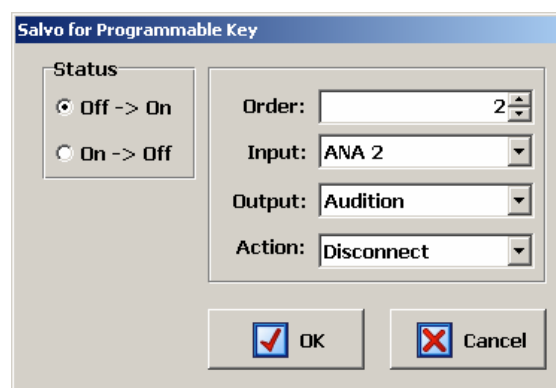 Salvo for Programmable Key
Status
Off -> On
On -> Off
Order: 2
Input: ANA 2
Output: Audition
Action: Disconnect
OK
Cancel